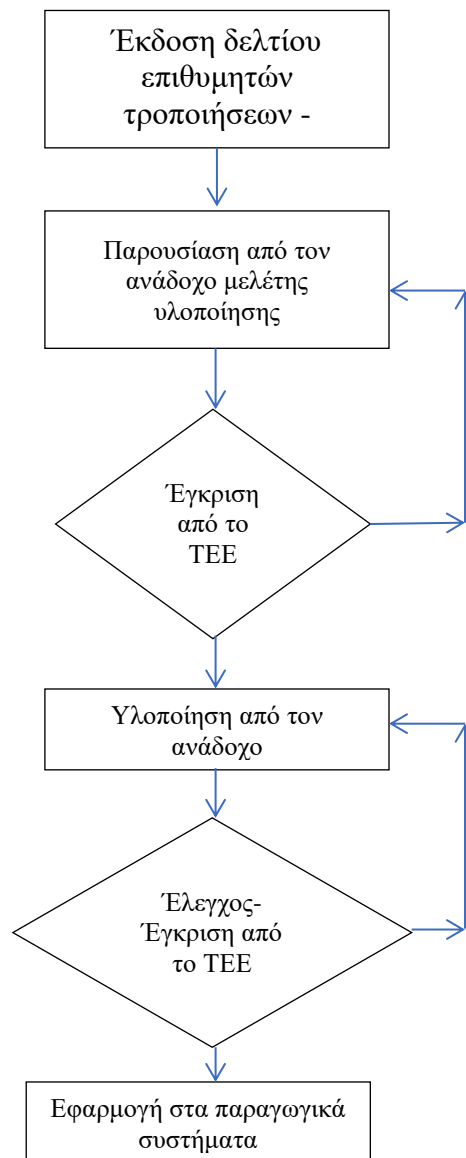 Έκδοση δελτίου
επιθυμητών
τροποιήσεων -
Παρουσίαση από τον
ανάδοχο μελέτης
υλοποίησης
Έγκριση
από το
ΤΕΕ
Υλοποίηση από τον
ανάδοχο
Έλεγχος-
Έγκριση από
το ΤΕΕ
Εφαρμογή στα παραγωγικά
συστήματα